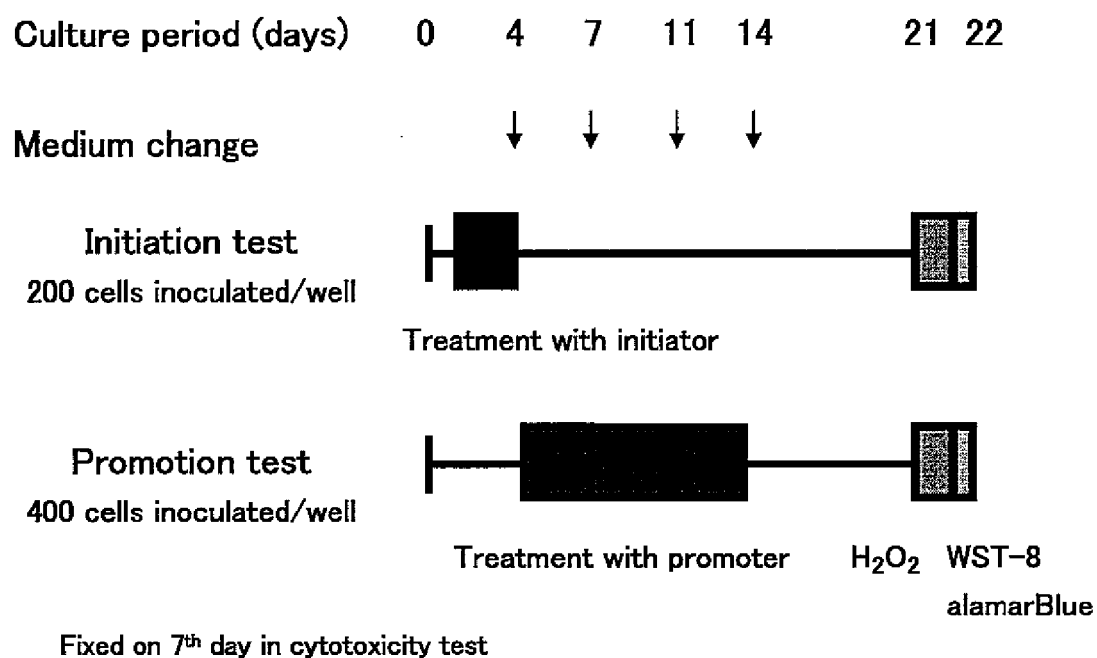 Culture period (days) 0 4 7 11 14 21 22
Medium change
Initiation test
200 cells inoculated/well
Treatment with initiator
Promotion test
400 cells inoculated/well
Treatment with promoter H₂O₂ WST-8
alamarBlue
Fixed on 7th day in cytotoxicity test